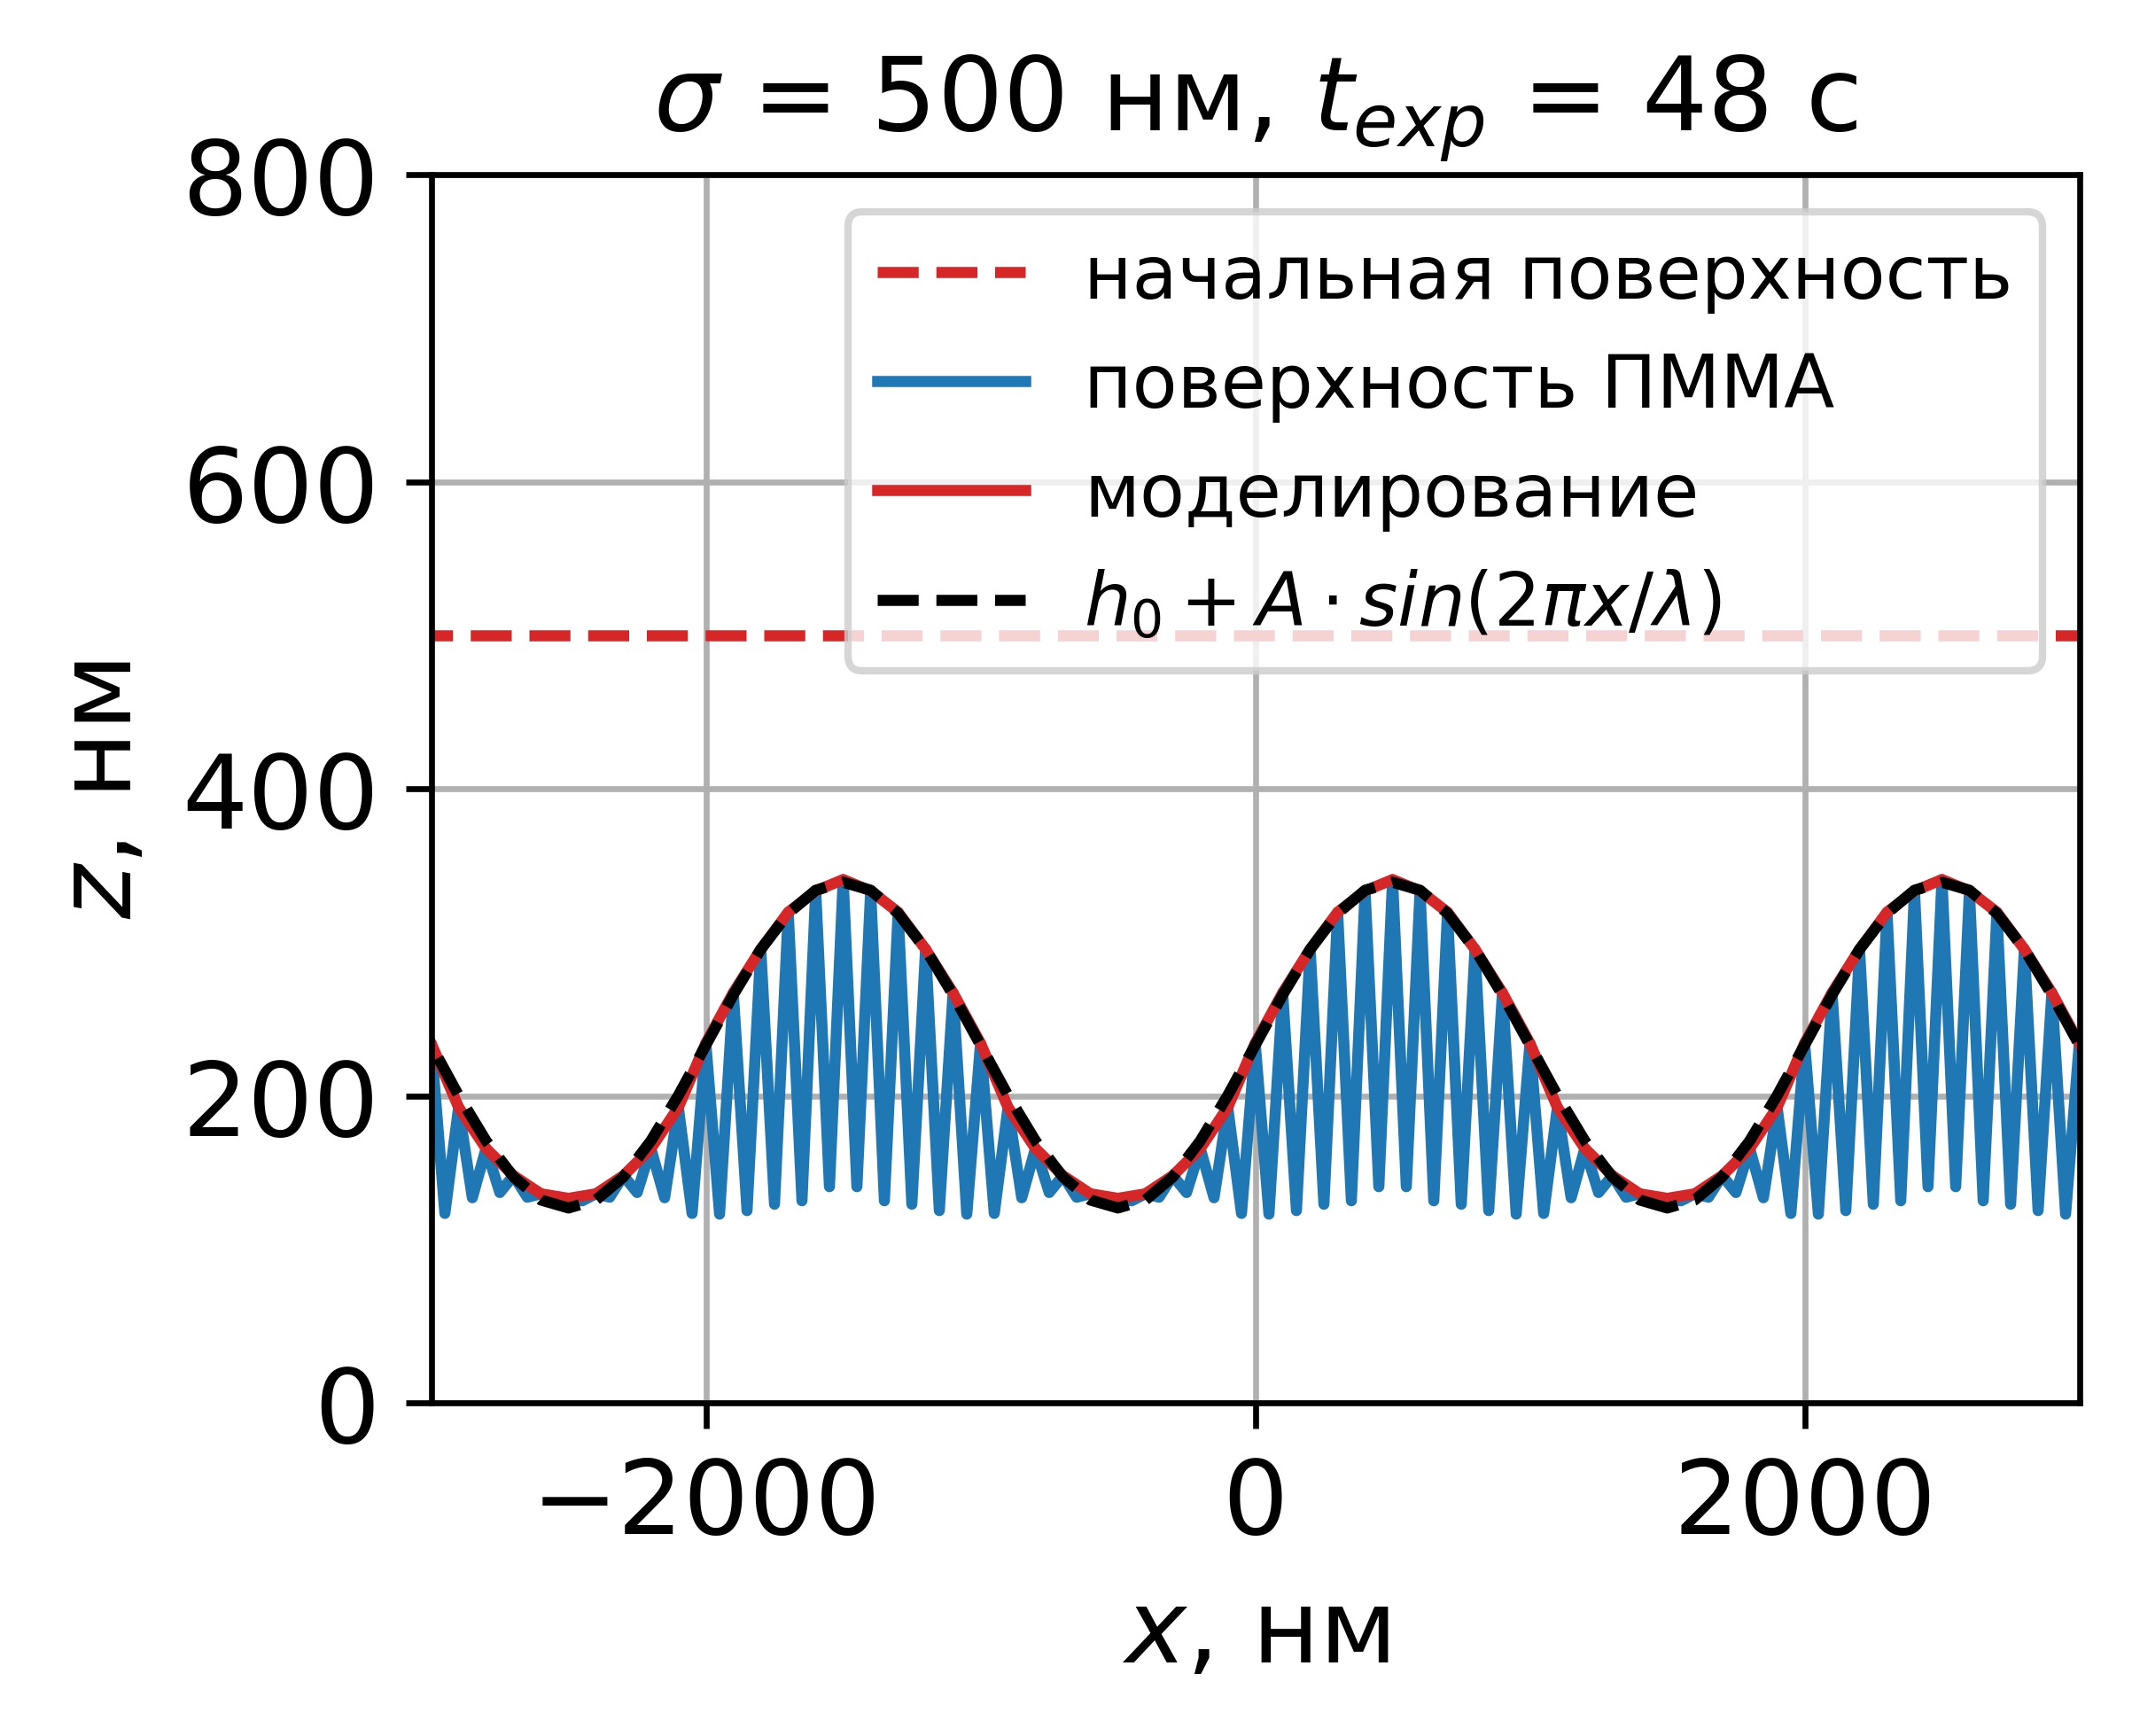 σ = 500 нм, t_exp = 48 с
800
600
400
200
0
z, нм
начальная поверхность
поверхность ПММА
моделирование
h₀ + A · sin(2πx/λ)
−2000
0
2000
x, нм